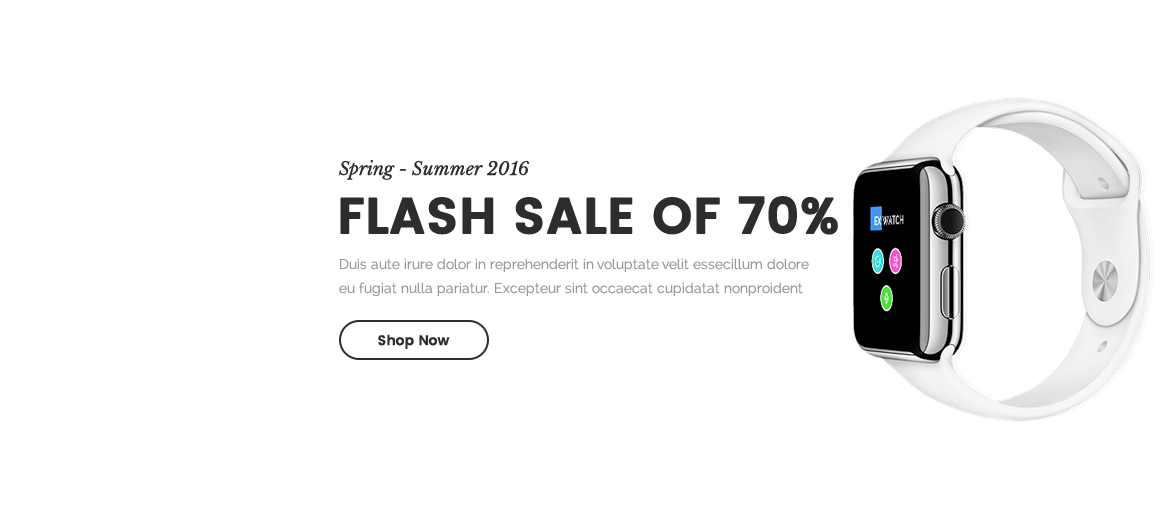 Spring - Summer 2016
FLASH SALE OF 70%
Duis aute irure dolor in reprehenderit in voluptate velit essecillum dolore
eu fugiat nulla pariatur. Excepteur sint occaecat cupidatat nonproident
Shop Now
EX WATCH